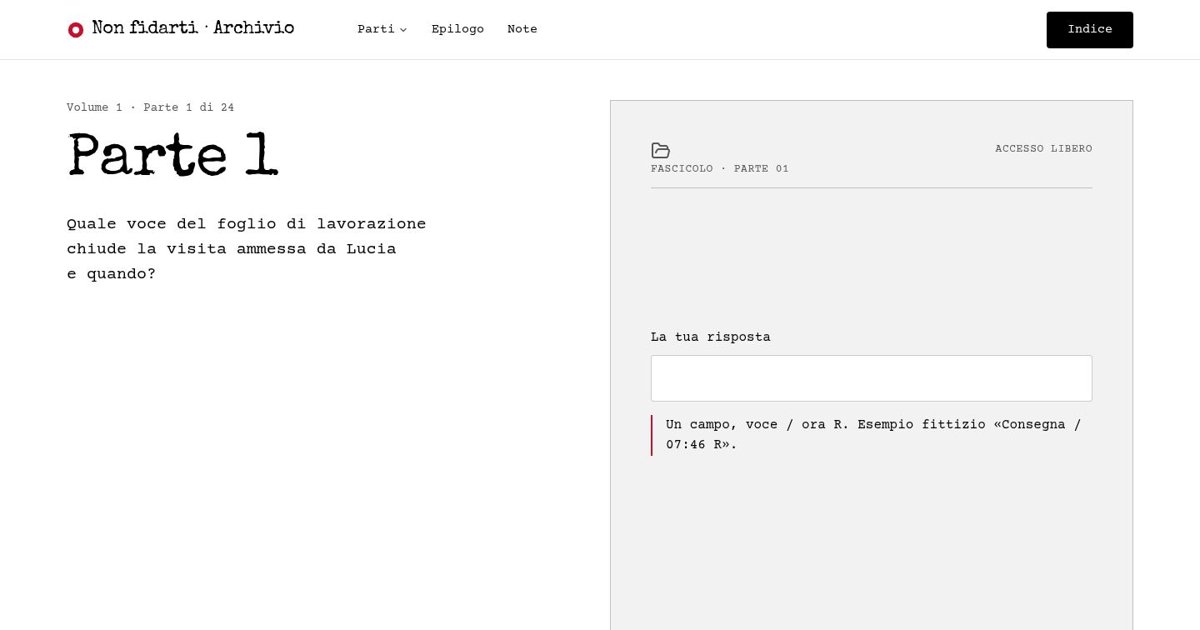 Non fidarti · Archivio
Parti
Epilogo
Note
Indice
Volume 1 · Parte 1 di 24
Parte 1
Quale voce del foglio di lavorazione
chiude la visita ammessa da Lucia
e quando?
ACCESSO LIBERO
FASCICOLO · PARTE 01
La tua risposta
Un campo, voce / ora R. Esempio fittizio «Consegna /
07:46 R».